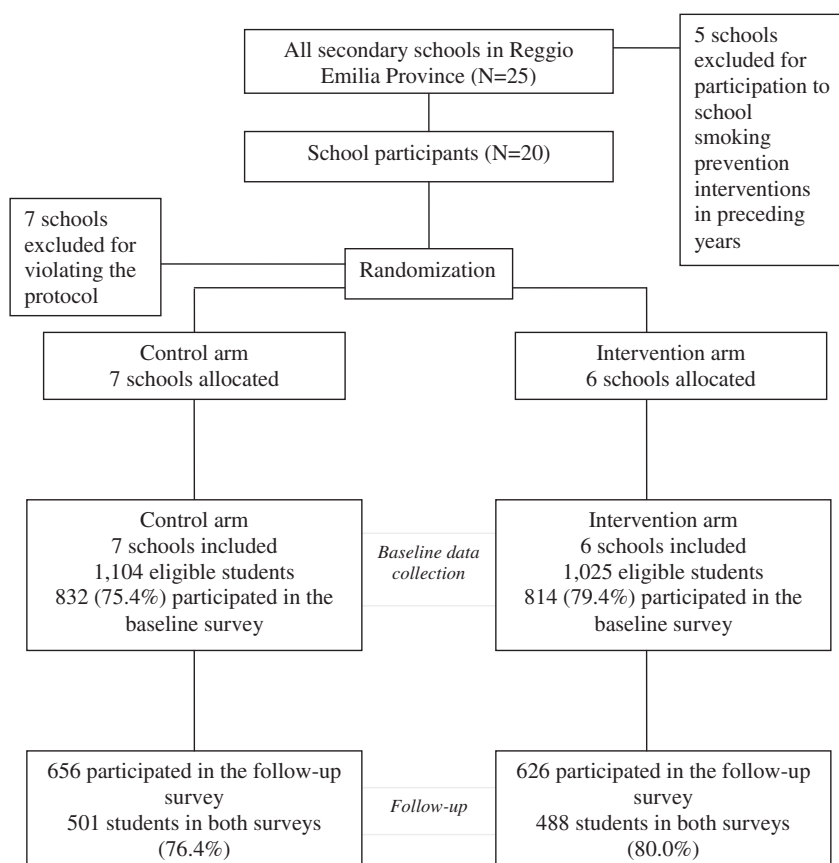 All secondary schools in Reggio
Emilia Province (N=25)
5 schools
excluded for
participation to
school
smoking
prevention
interventions
in preceding
years
School participants (N=20)
7 schools
excluded for
violating the
protocol
Randomization
Control arm
7 schools allocated
Intervention arm
6 schools allocated
Control arm
7 schools included
1,104 eligible students
832 (75.4%) participated in the
baseline survey
Baseline data
collection
Intervention arm
6 schools included
1,025 eligible students
814 (79.4%) participated in the
baseline survey
656 participated in the follow-up
survey
501 students in both surveys
(76.4%)
Follow-up
626 participated in the follow-up
survey
488 students in both surveys
(80.0%)